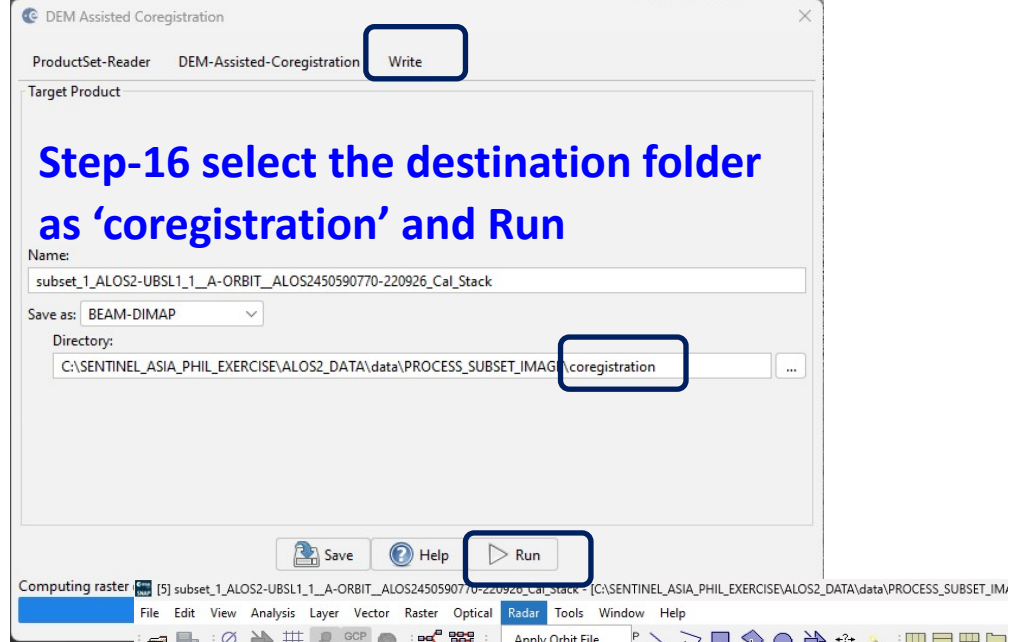 DEM Assisted Coregistration
ProductSet-Reader DEM-Assisted-Coregistration Write
Target Product
Step-16 select the destination folder
as ‘coregistration’ and Run
Name:
subset_1_ALOS2-UBSL1_1__A-ORBIT__ALOS2450590770-220926_Cal_Stack
Save as: BEAM-DIMAP
Directory:
C:\SENTINEL_ASIA_PHIL_EXERCISE\ALOS2_DATA\data\PROCESS_SUBSET_IMAGE\coregistration ...
Save Help Run
Computing raster [5] subset_1_ALOS2-UBSL1_1__A-ORBIT__ALOS2450590770-220926_Cal_Stack - [C:\SENTINEL_ASIA_PHIL_EXERCISE\ALOS2_DATA\data\PROCESS_SUBSET_IMA
File Edit View Analysis Layer Vector Raster Optical Radar Tools Window Help
GCP Apply Orbit File